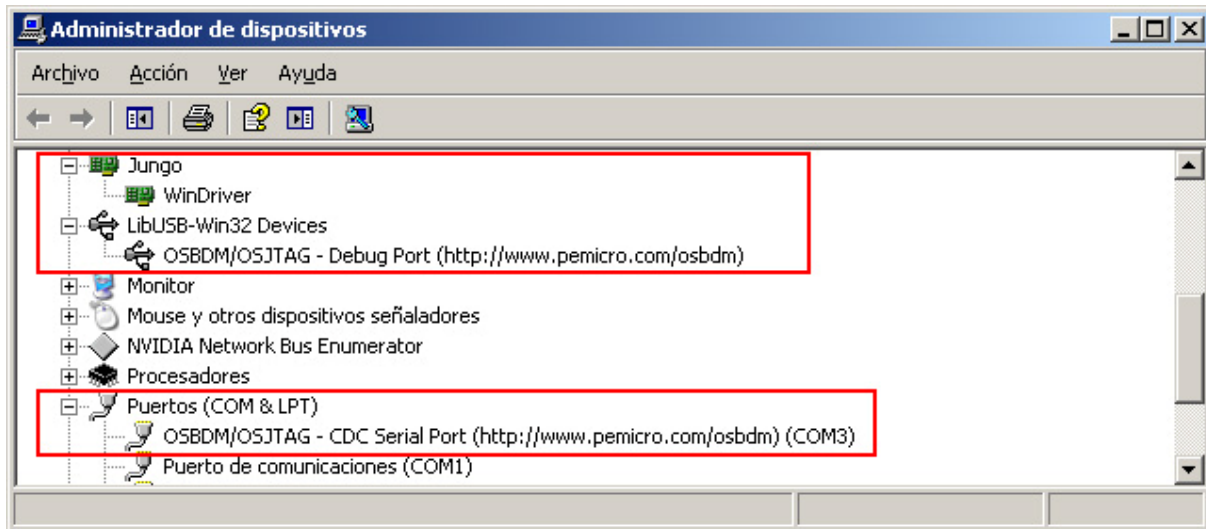 Administrador de dispositivos
Archivo Acción Ver Ayuda
Jungo
WinDriver
LibUSB-Win32 Devices
OSBDM/OSJTAG - Debug Port (http://www.pemicro.com/osbdm)
Monitor
Mouse y otros dispositivos señaladores
NVIDIA Network Bus Enumerator
Procesadores
Puertos (COM & LPT)
OSBDM/OSJTAG - CDC Serial Port (http://www.pemicro.com/osbdm) (COM3)
Puerto de comunicaciones (COM1)